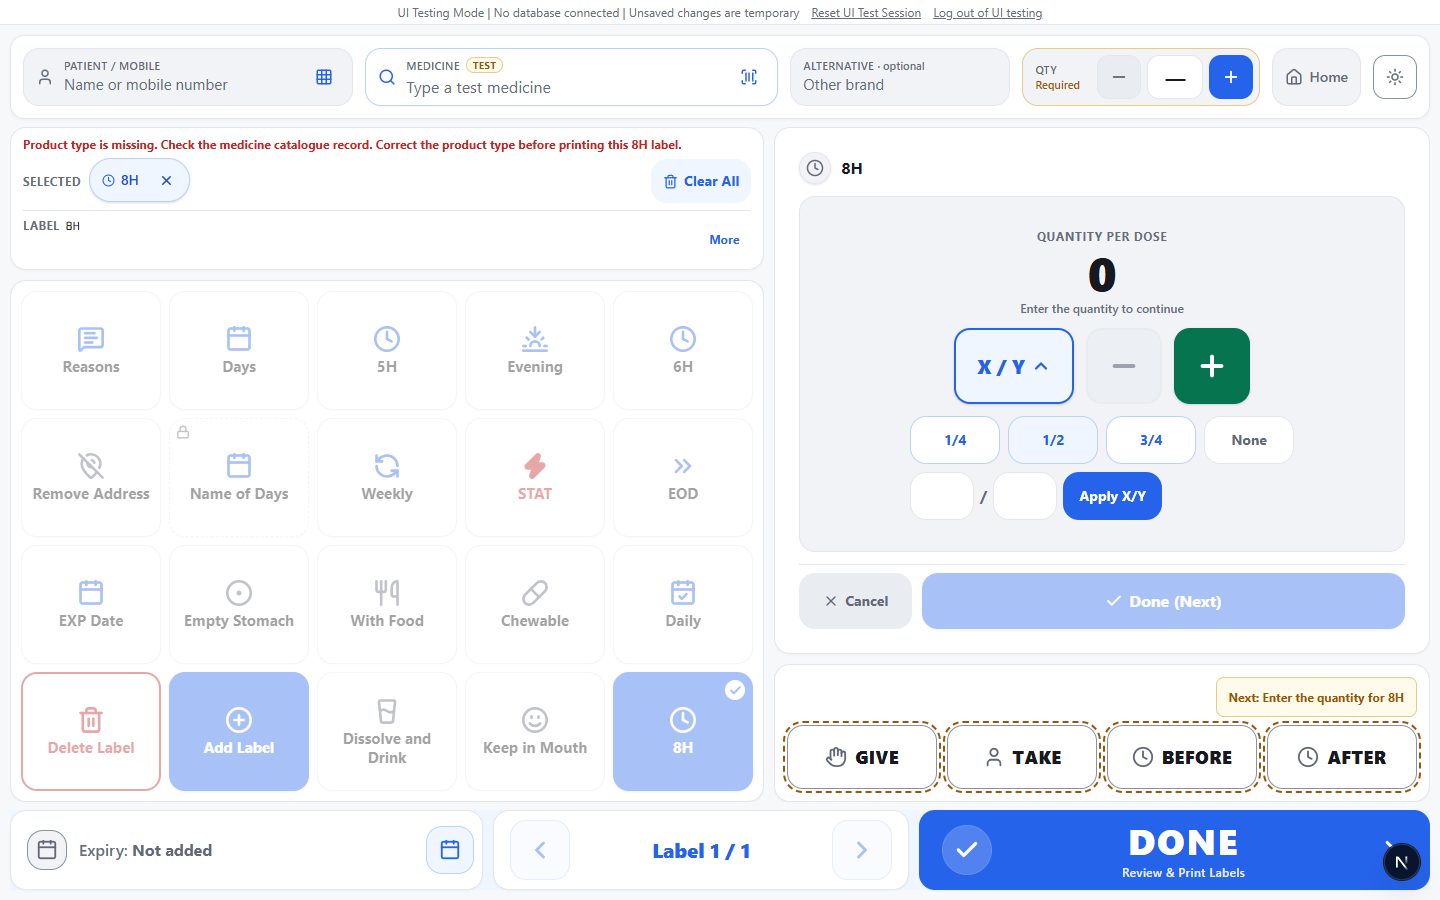 UI Testing Mode | No database connected | Unsaved changes are temporary Reset UI Test Session Log out of UI testing
PATIENT / MOBILE
Name or mobile number
MEDICINE TEST
Type a test medicine
ALTERNATIVE · optional
Other brand
QTY
Required
—
Home
Product type is missing. Check the medicine catalogue record. Correct the product type before printing this 8H label.
SELECTED 8H
Clear All
LABEL 8H
More
Reasons
Days
5H
Evening
6H
Remove Address
Name of Days
Weekly
STAT
EOD
EXP Date
Empty Stomach
With Food
Chewable
Daily
Delete Label
Add Label
Dissolve and
Drink
Keep in Mouth
8H
8H
QUANTITY PER DOSE
0
Enter the quantity to continue
X / Y
1/4
1/2
3/4
None
/
Apply X/Y
Cancel
Done (Next)
Next: Enter the quantity for 8H
GIVE
TAKE
BEFORE
AFTER
Expiry: Not added
Label 1 / 1
DONE
Review & Print Labels
N